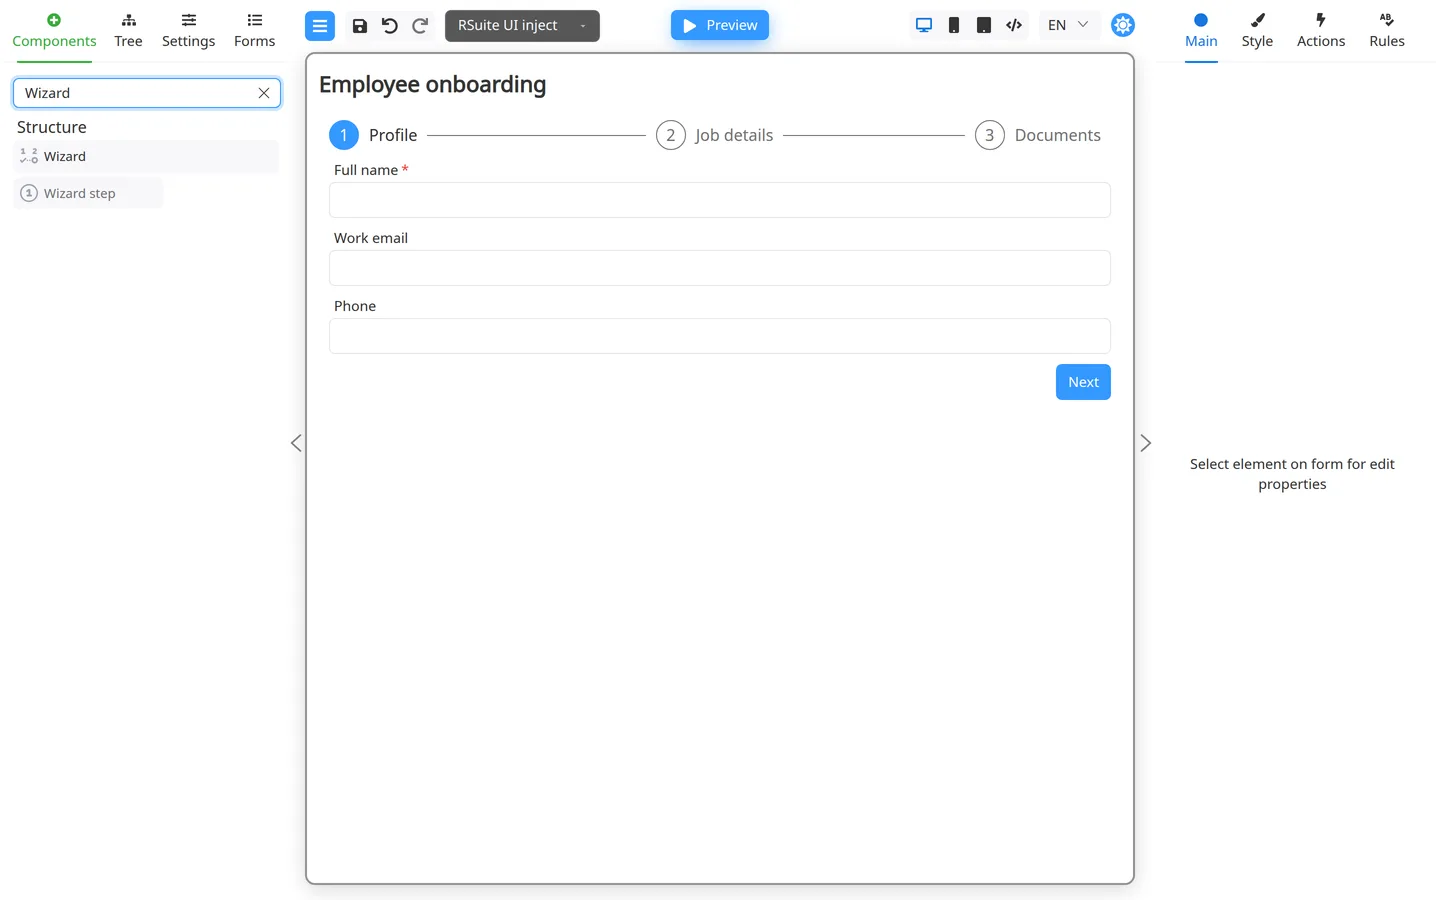 Components
Tree
Settings
Forms
RSuite UI inject
Preview
EN
Main
Style
Actions
Rules
Wizard
Structure
Wizard
Wizard step
Employee onboarding
1 Profile
2 Job details
3 Documents
Full name *
Work email
Phone
Next
Select element on form for edit
properties